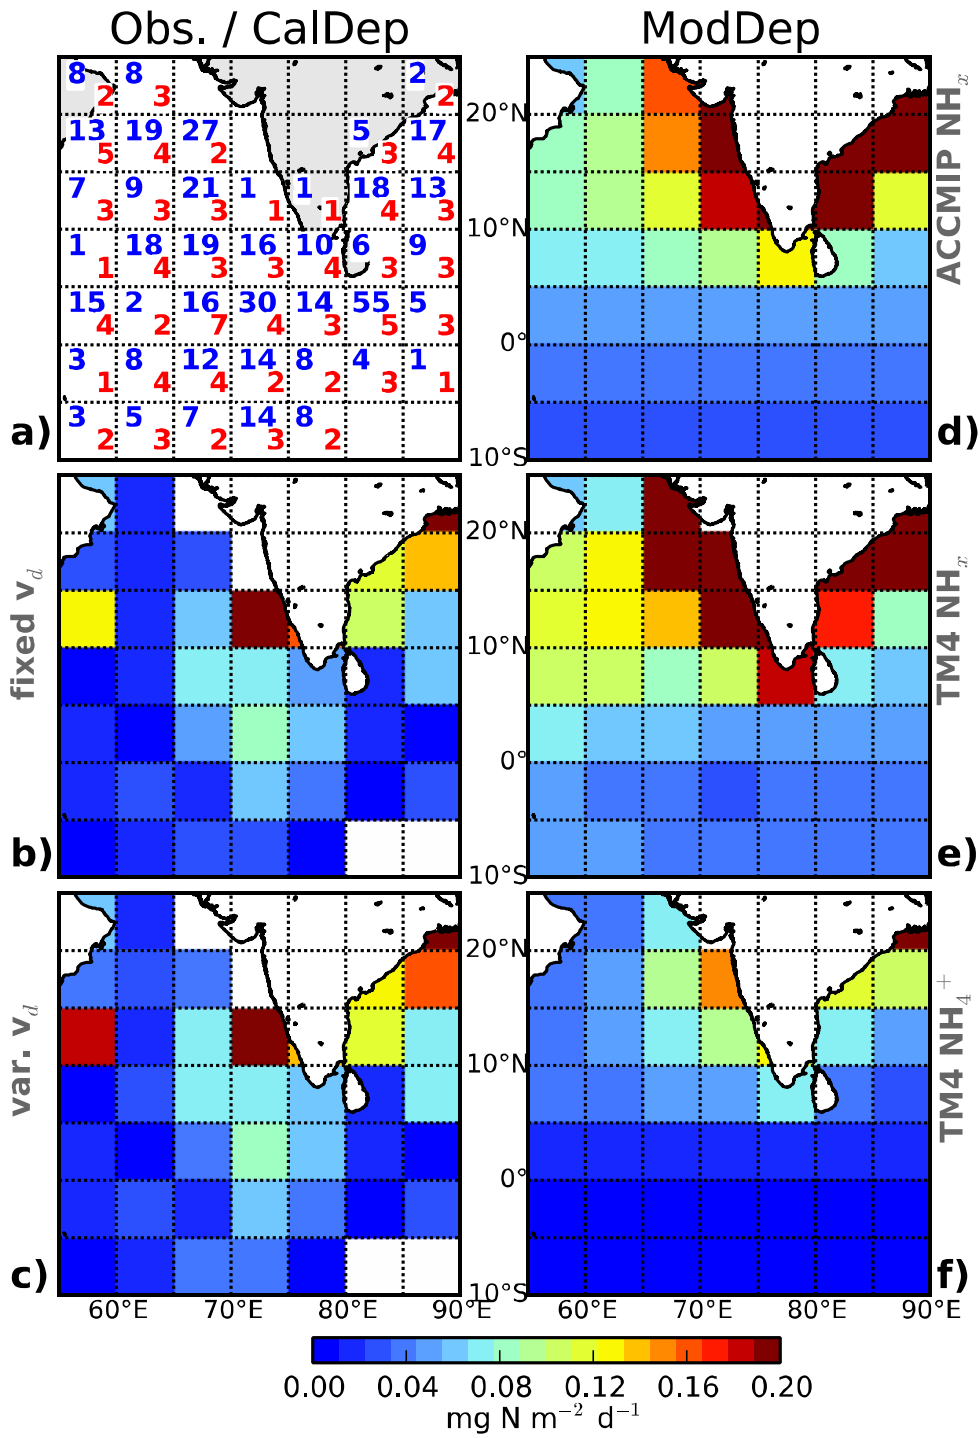 Obs. / CalDep
ModDep
8 8 2
2 3 2
13 19 27 5 17
5 4 2 3 4
7 9 21 1 1 18 13
3 3 3 1 1 4 3
1 18 19 16 10 6 9
1 4 3 3 4 3 3
15 2 16 30 14 55 5
4 2 7 4 3 5 3
3 8 12 14 8 4 1
1 4 4 2 2 3 1
3 5 7 14 8
2 3 2 3 2
a)
20°N
10°N
0°
10°S
d)
ACCMIP NHₓ
fixed v_d
b)
20°N
10°N
0°
10°S
e)
TM4 NHₓ
var. v_d
c)
20°N
10°N
0°
10°S
f)
TM4 NH₄⁺
60°E 70°E 80°E 90°E
60°E 70°E 80°E 90°E
0.00 0.04 0.08 0.12 0.16 0.20
mg N m⁻² d⁻¹